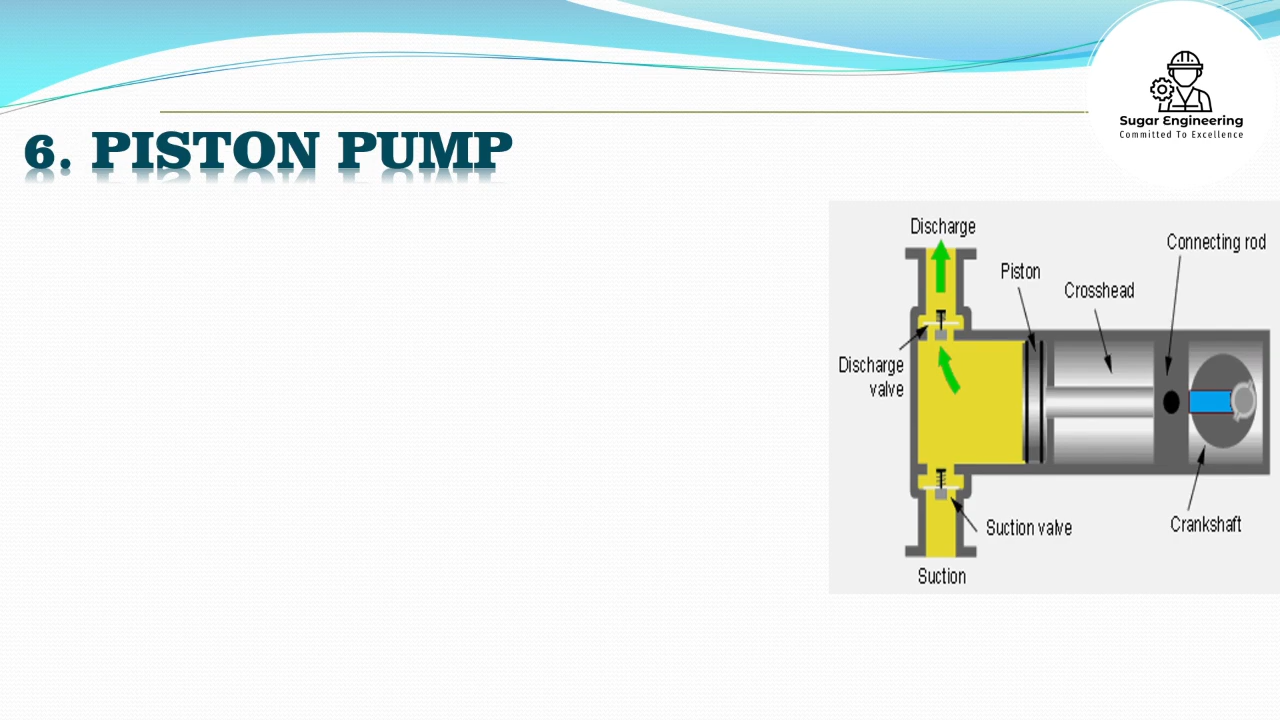 Sugar Engineering
Committed To Excellence
6. PISTON PUMP
Discharge
Connecting rod
Piston
Crosshead
Discharge
valve
Suction valve
Crankshaft
Suction